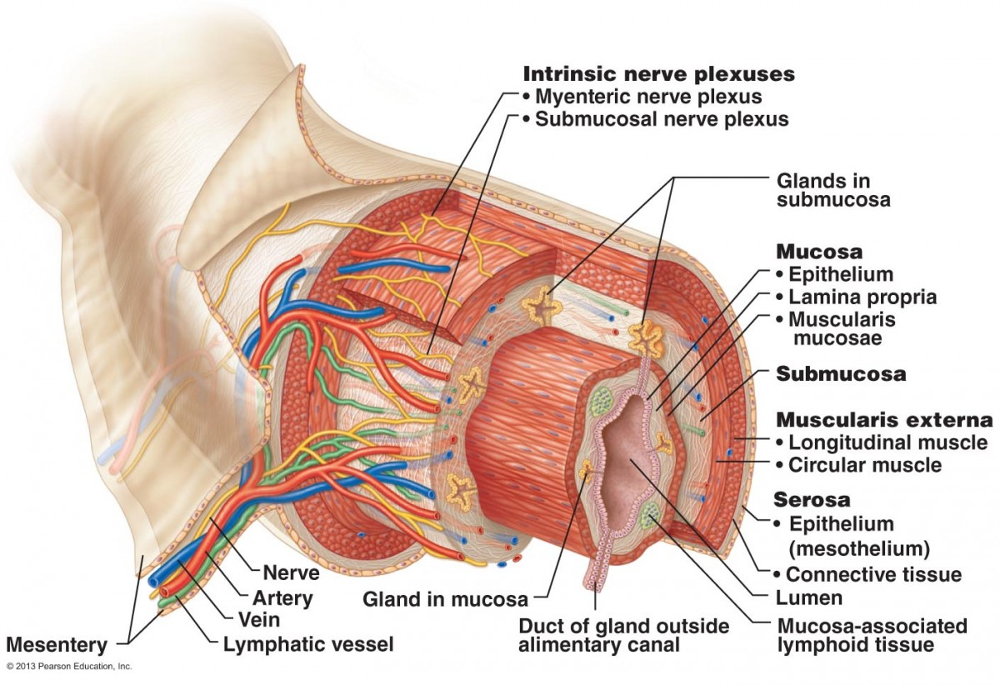 Intrinsic nerve plexuses
• Myenteric nerve plexus
• Submucosal nerve plexus
Glands in
submucosa
Mucosa
• Epithelium
• Lamina propria
• Muscularis
mucosae
Submucosa
Muscularis externa
• Longitudinal muscle
• Circular muscle
Serosa
• Epithelium
(mesothelium)
• Connective tissue
Lumen
Mucosa-associated
lymphoid tissue
Nerve
Artery
Vein
Lymphatic vessel
Mesentery
Gland in mucosa
Duct of gland outside
alimentary canal
© 2013 Pearson Education, Inc.